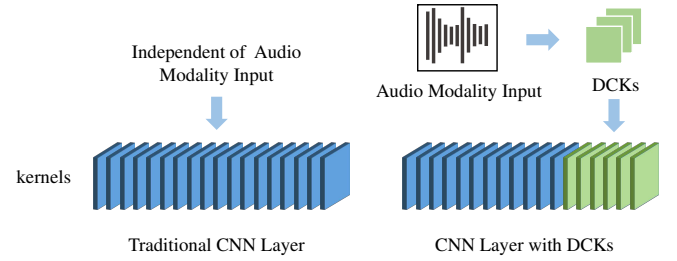 Independent of Audio
Modality Input
Audio Modality Input
DCKs
kernels
Traditional CNN Layer
CNN Layer with DCKs